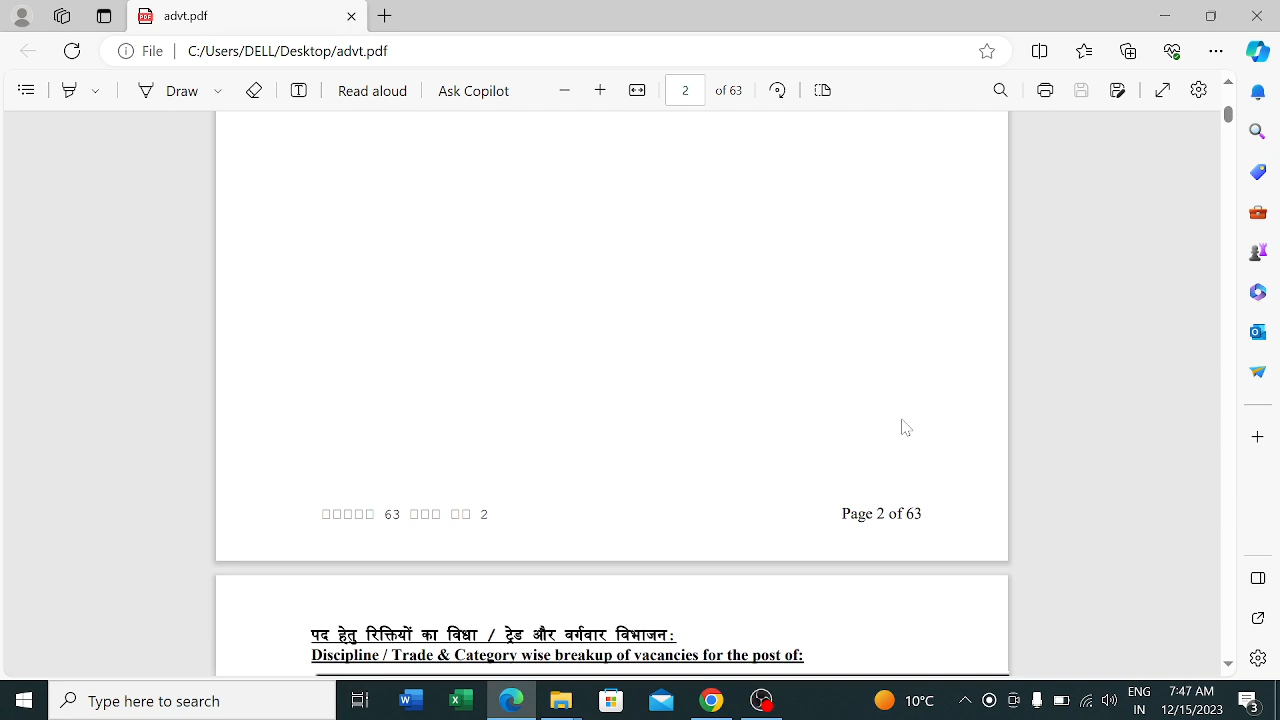 advt.pdf
File
C:/Users/DELL/Desktop/advt.pdf
Draw
Read aloud
Ask Copilot
2
of 63
63 2
Page 2 of 63
पद हेतु रिक्तियों का विधा / ट्रेड और वर्गवार विभाजन:
Discipline / Trade & Category wise breakup of vacancies for the post of:
Type here to search
10°C
ENG
IN
7:47 AM
12/15/2023
3